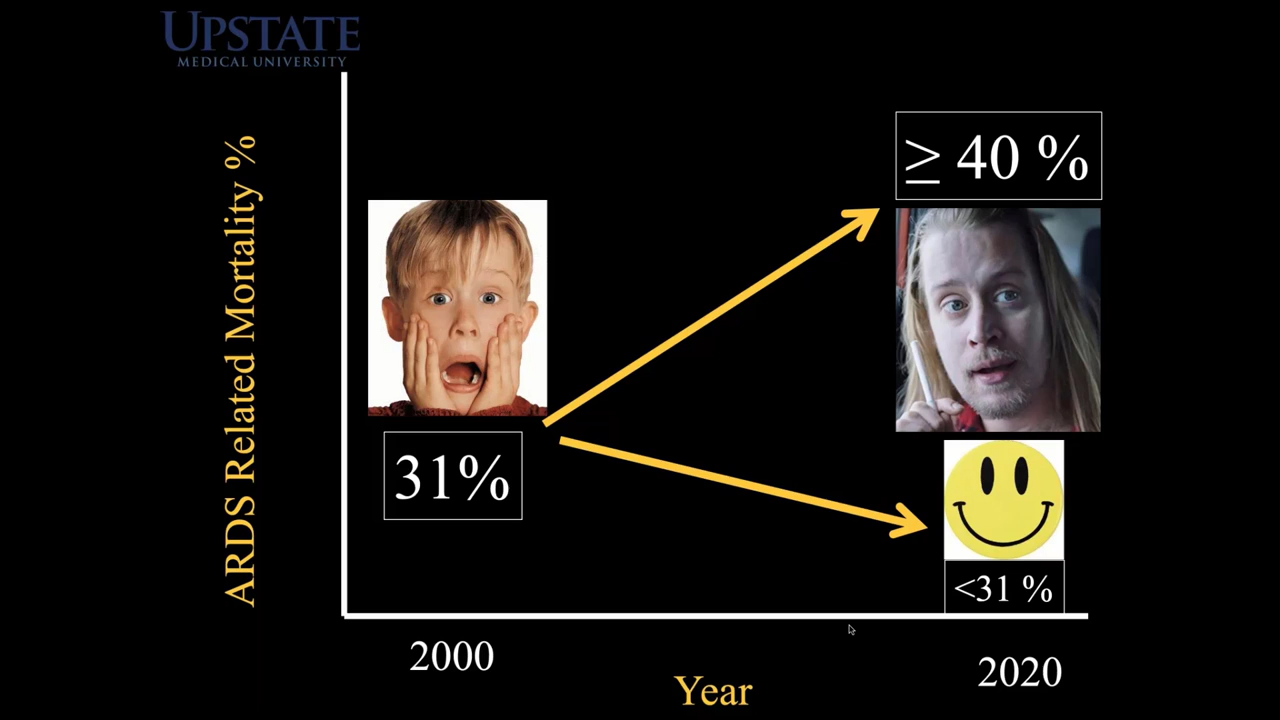 UPSTATE
MEDICAL UNIVERSITY
ARDS Related Mortality %
≥ 40 %
31%
<31 %
2000
2020
Year